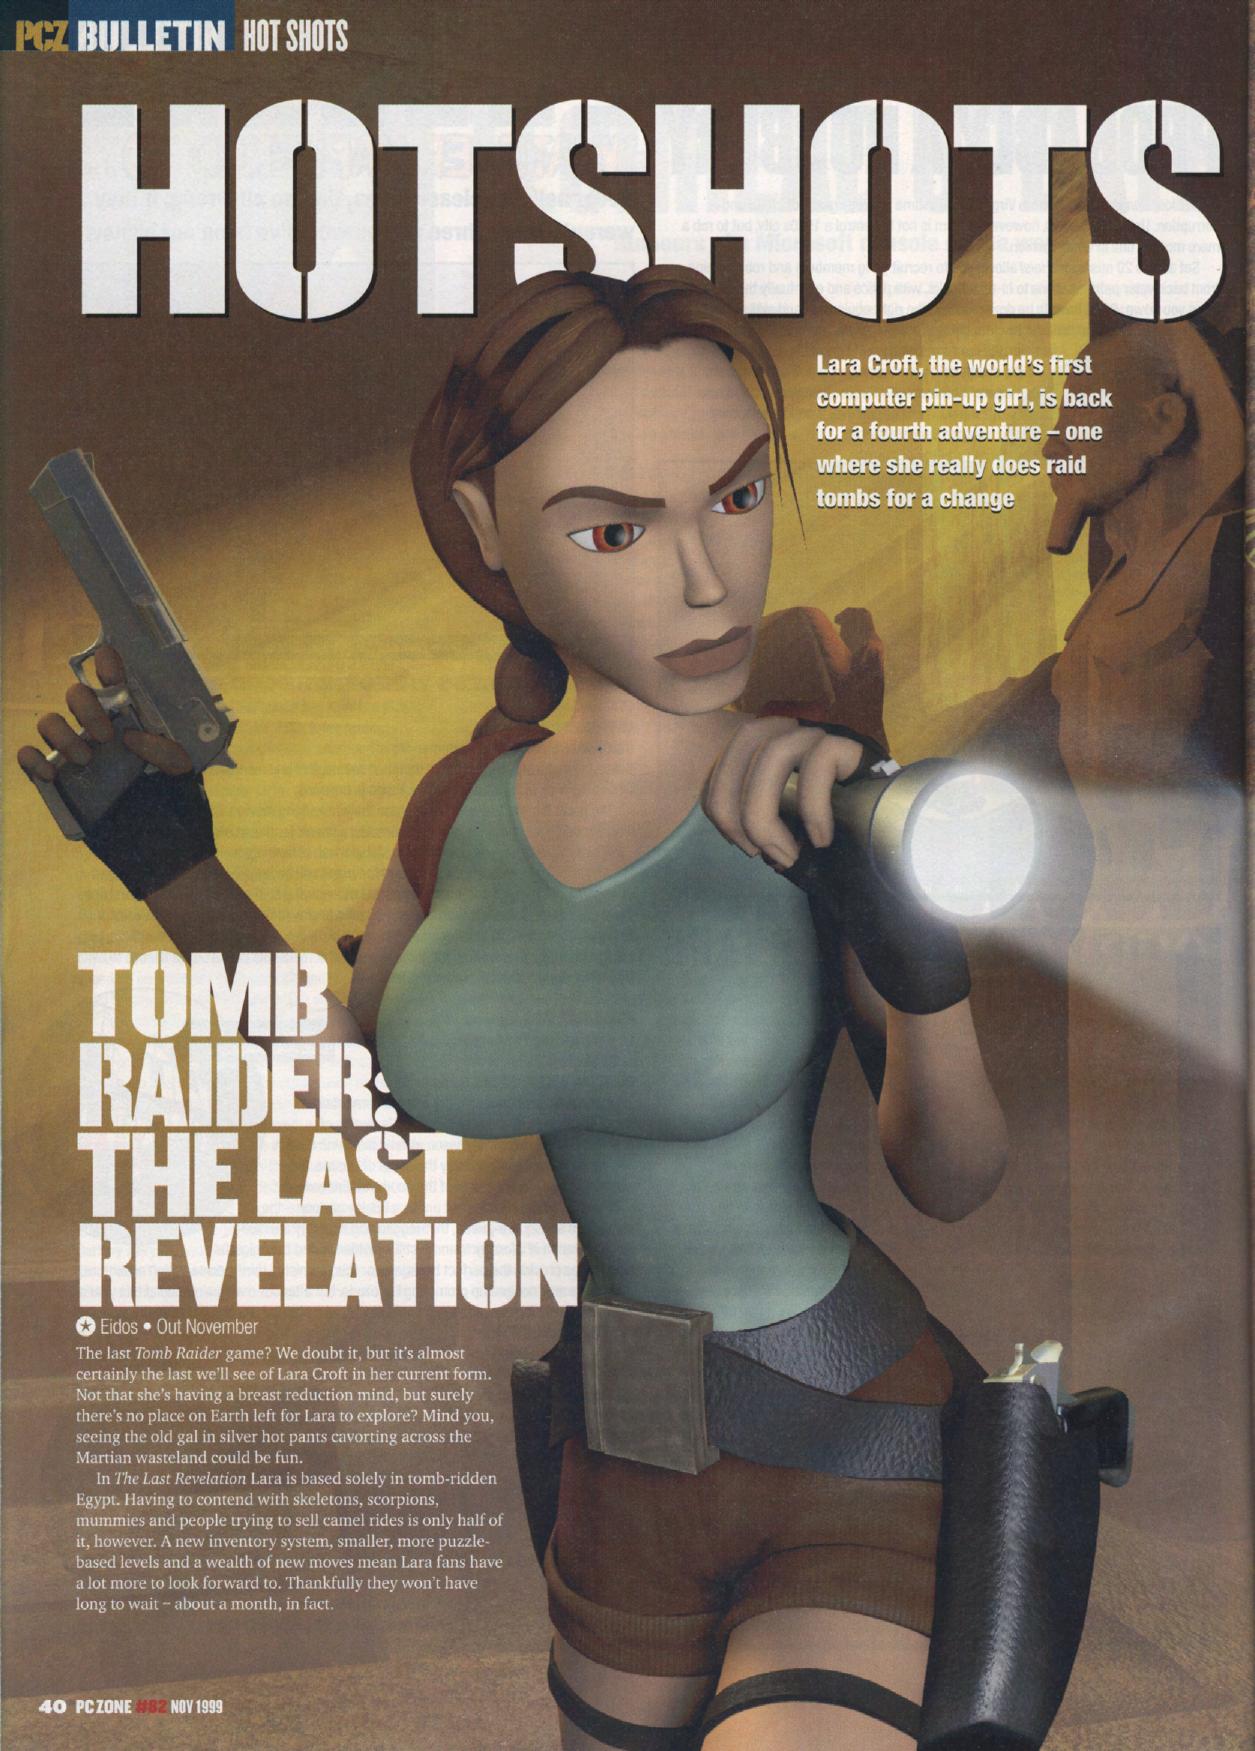 PCZ BULLETIN HOT SHOTS
HOTSHOTS
Lara Croft, the world's first
computer pin-up girl, is back
for a fourth adventure – one
where she really does raid
tombs for a change
TOMB
RAIDER:
THE LAST
REVELATION
Eidos • Out November
The last Tomb Raider game? We doubt it, but it's almost
certainly the last we'll see of Lara Croft in her current form.
Not that she's having a breast reduction mind, but surely
there's no place on Earth left for Lara to explore? Mind you,
seeing the old gal in silver hot pants cavorting across the
Martian wasteland could be fun.
In The Last Revelation Lara is based solely in tomb-ridden
Egypt. Having to contend with skeletons, scorpions,
mummies and people trying to sell camel rides is only half of
it, however. A new inventory system, smaller, more puzzle-
based levels and a wealth of new moves mean Lara fans have
a lot more to look forward to. Thankfully they won't have
long to wait – about a month, in fact.
40 PC ZONE #82 NOV 1999